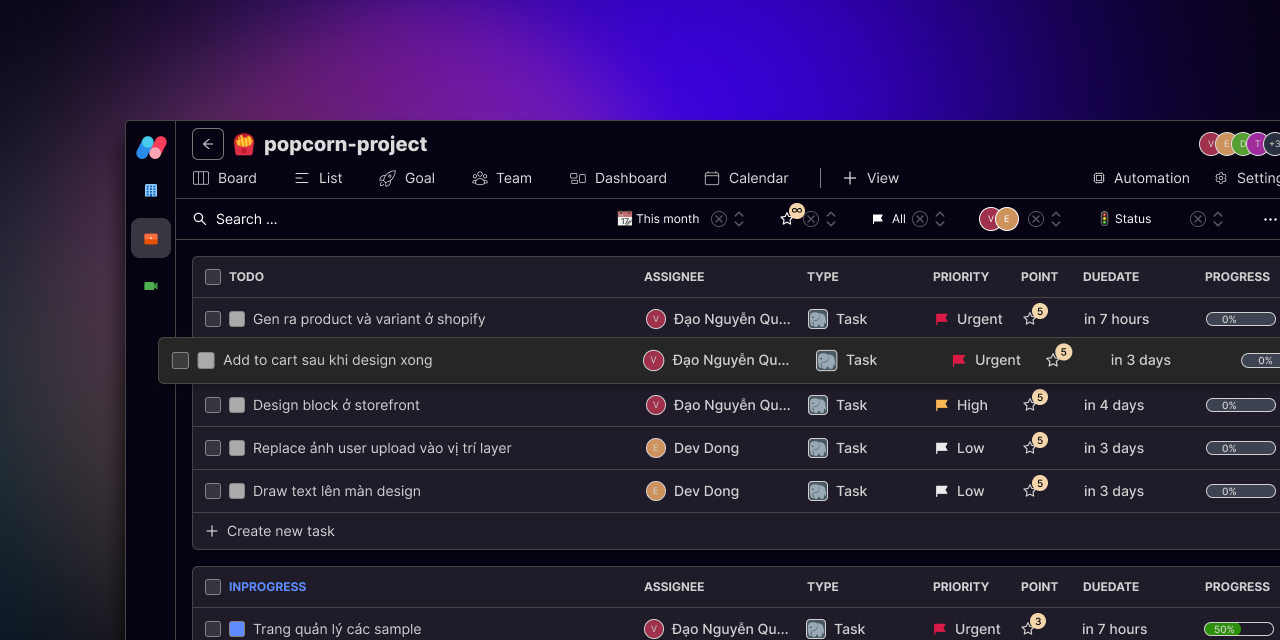 popcorn-project
V E D T +3
Board List Goal Team Dashboard Calendar View Automation
Search ... This month ∞ All V E Status
TODO ASSIGNEE TYPE PRIORITY POINT DUEDATE PROGRESS
Gen ra product và variant ở shopify V Đạo Nguyễn Qu... Task Urgent 5 in 7 hours 0%
Add to cart sau khi design xong V Đạo Nguyễn Qu... Task Urgent 5 in 3 days 0%
Design block ở storefront V Đạo Nguyễn Qu... Task High 5 in 4 days 0%
Replace ảnh user upload vào vị trí layer E Dev Dong Task Low 5 in 3 days 0%
Draw text lên màn design E Dev Dong Task Low 5 in 3 days 0%
Create new task
INPROGRESS ASSIGNEE TYPE PRIORITY POINT DUEDATE PROGRESS
Trang quản lý các sample V Đạo Nguyễn Qu... Task Urgent 3 in 7 hours 50%